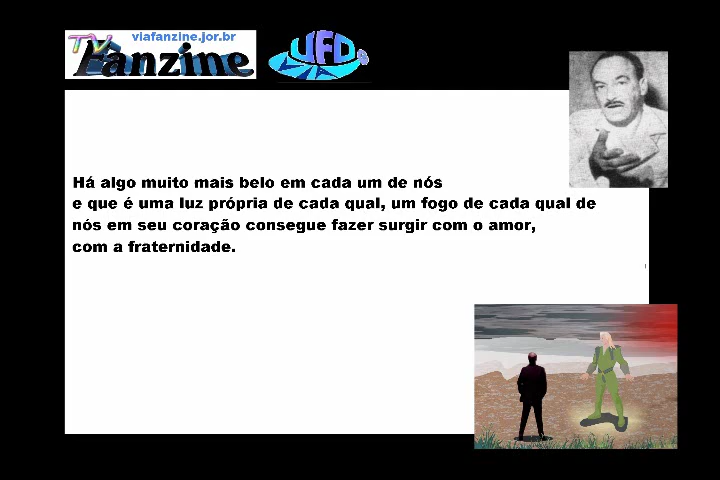 viafanzine.jor.br
TV
Fanzine
UFO
VIA
Há algo muito mais belo em cada um de nós
e que é uma luz própria de cada qual, um fogo de cada qual de
nós em seu coração consegue fazer surgir com o amor,
com a fraternidade.